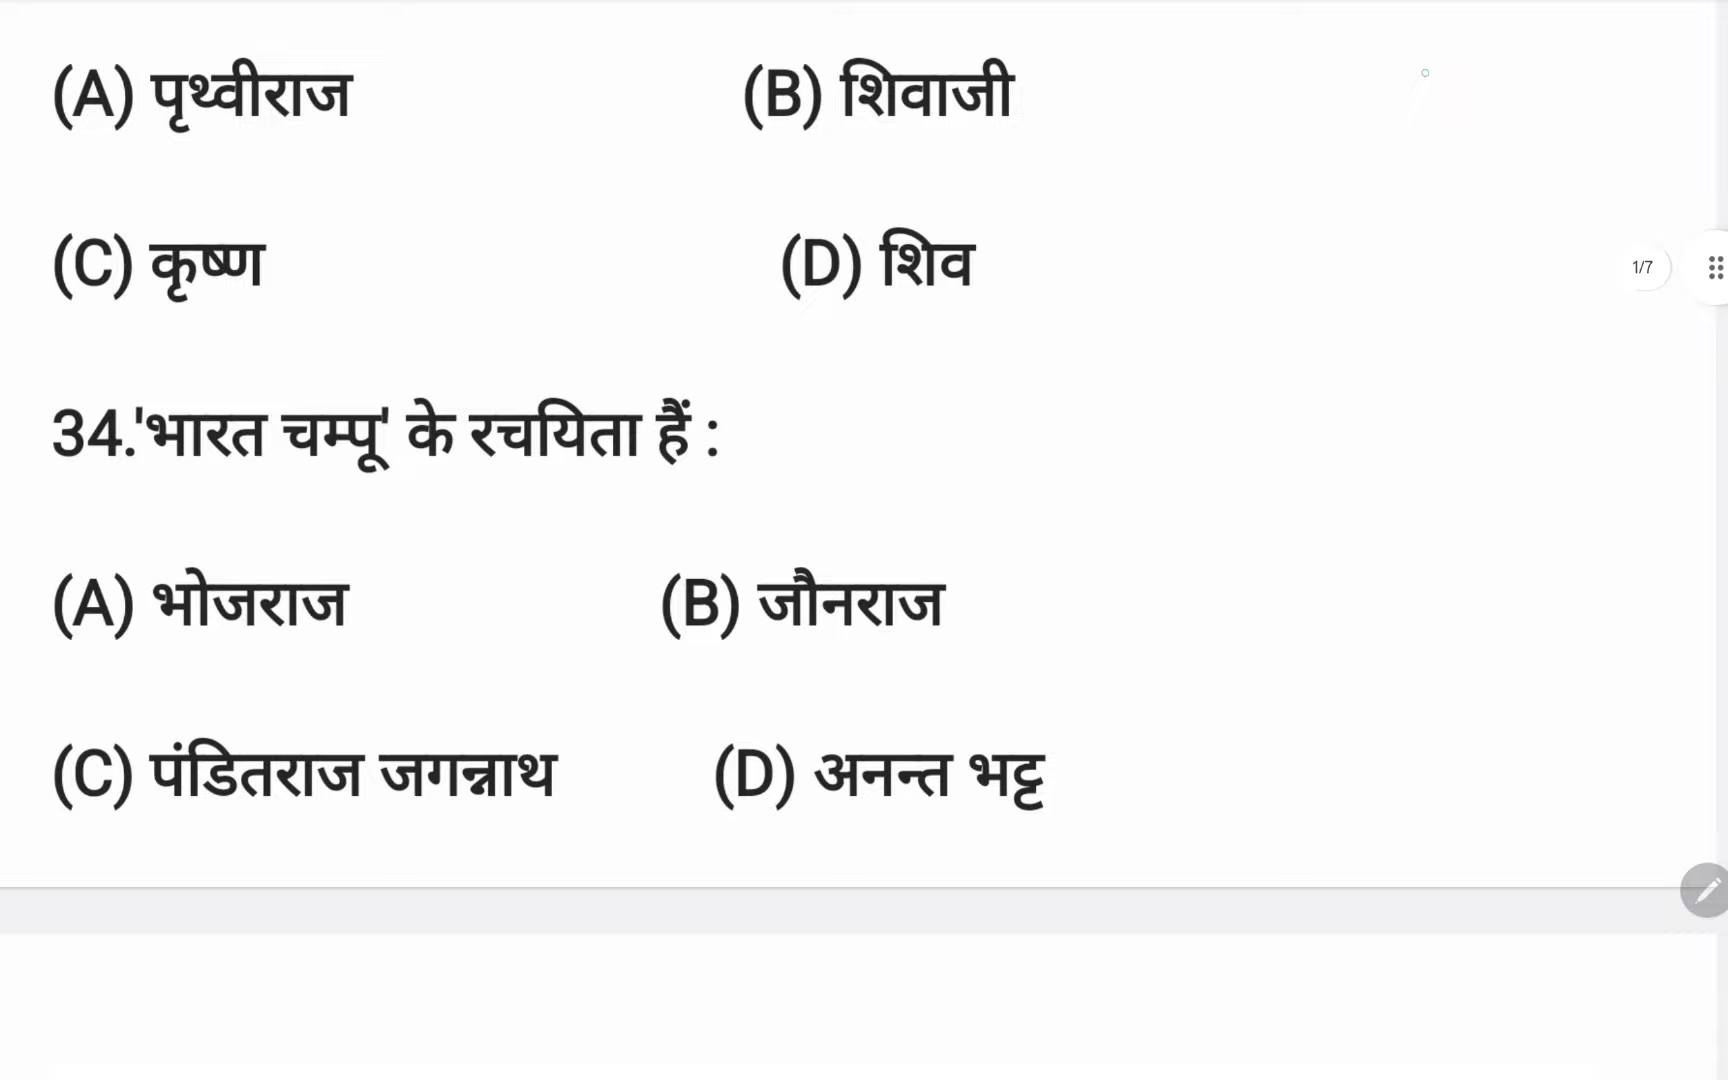 (A) पृथ्वीराज (B) शिवाजी
(C) कृष्ण (D) शिव
1/7
34.'भारत चम्पू' के रचयिता हैं :
(A) भोजराज (B) जौनराज
(C) पंडितराज जगन्नाथ (D) अनन्त भट्ट